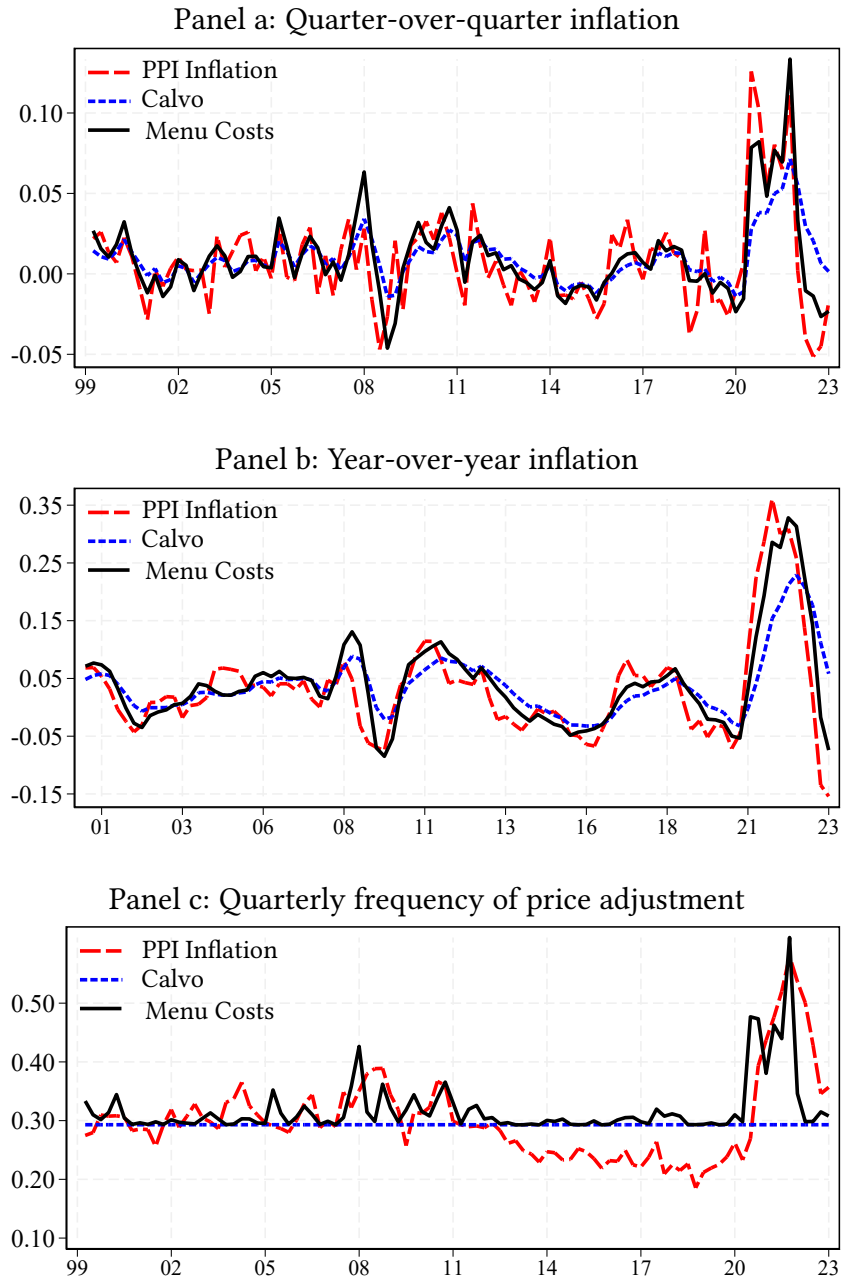 Panel a: Quarter-over-quarter inflation
PPI Inflation
Calvo
Menu Costs
0.10
0.05
0.00
-0.05
99 02 05 08 11 14 17 20 23
Panel b: Year-over-year inflation
PPI Inflation
Calvo
Menu Costs
0.35
0.25
0.15
0.05
-0.05
-0.15
01 03 06 08 11 13 16 18 21 23
Panel c: Quarterly frequency of price adjustment
PPI Inflation
Calvo
Menu Costs
0.50
0.40
0.30
0.20
0.10
99 02 05 08 11 14 17 20 23